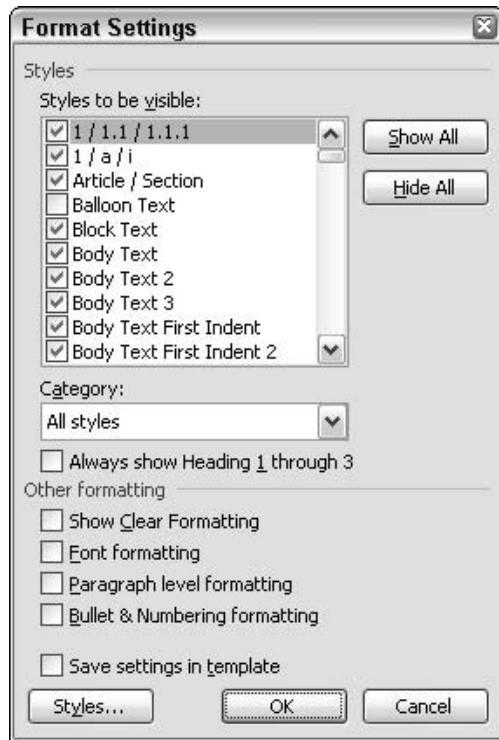 Format Settings
Styles
Styles to be visible:
1 / 1.1 / 1.1.1
1 / a / i
Article / Section
Balloon Text
Block Text
Body Text
Body Text 2
Body Text 3
Body Text First Indent
Body Text First Indent 2
Show All
Hide All
Category:
All styles
Always show Heading 1 through 3
Other formatting
Show Clear Formatting
Font formatting
Paragraph level formatting
Bullet & Numbering formatting
Save settings in template
Styles... OK Cancel